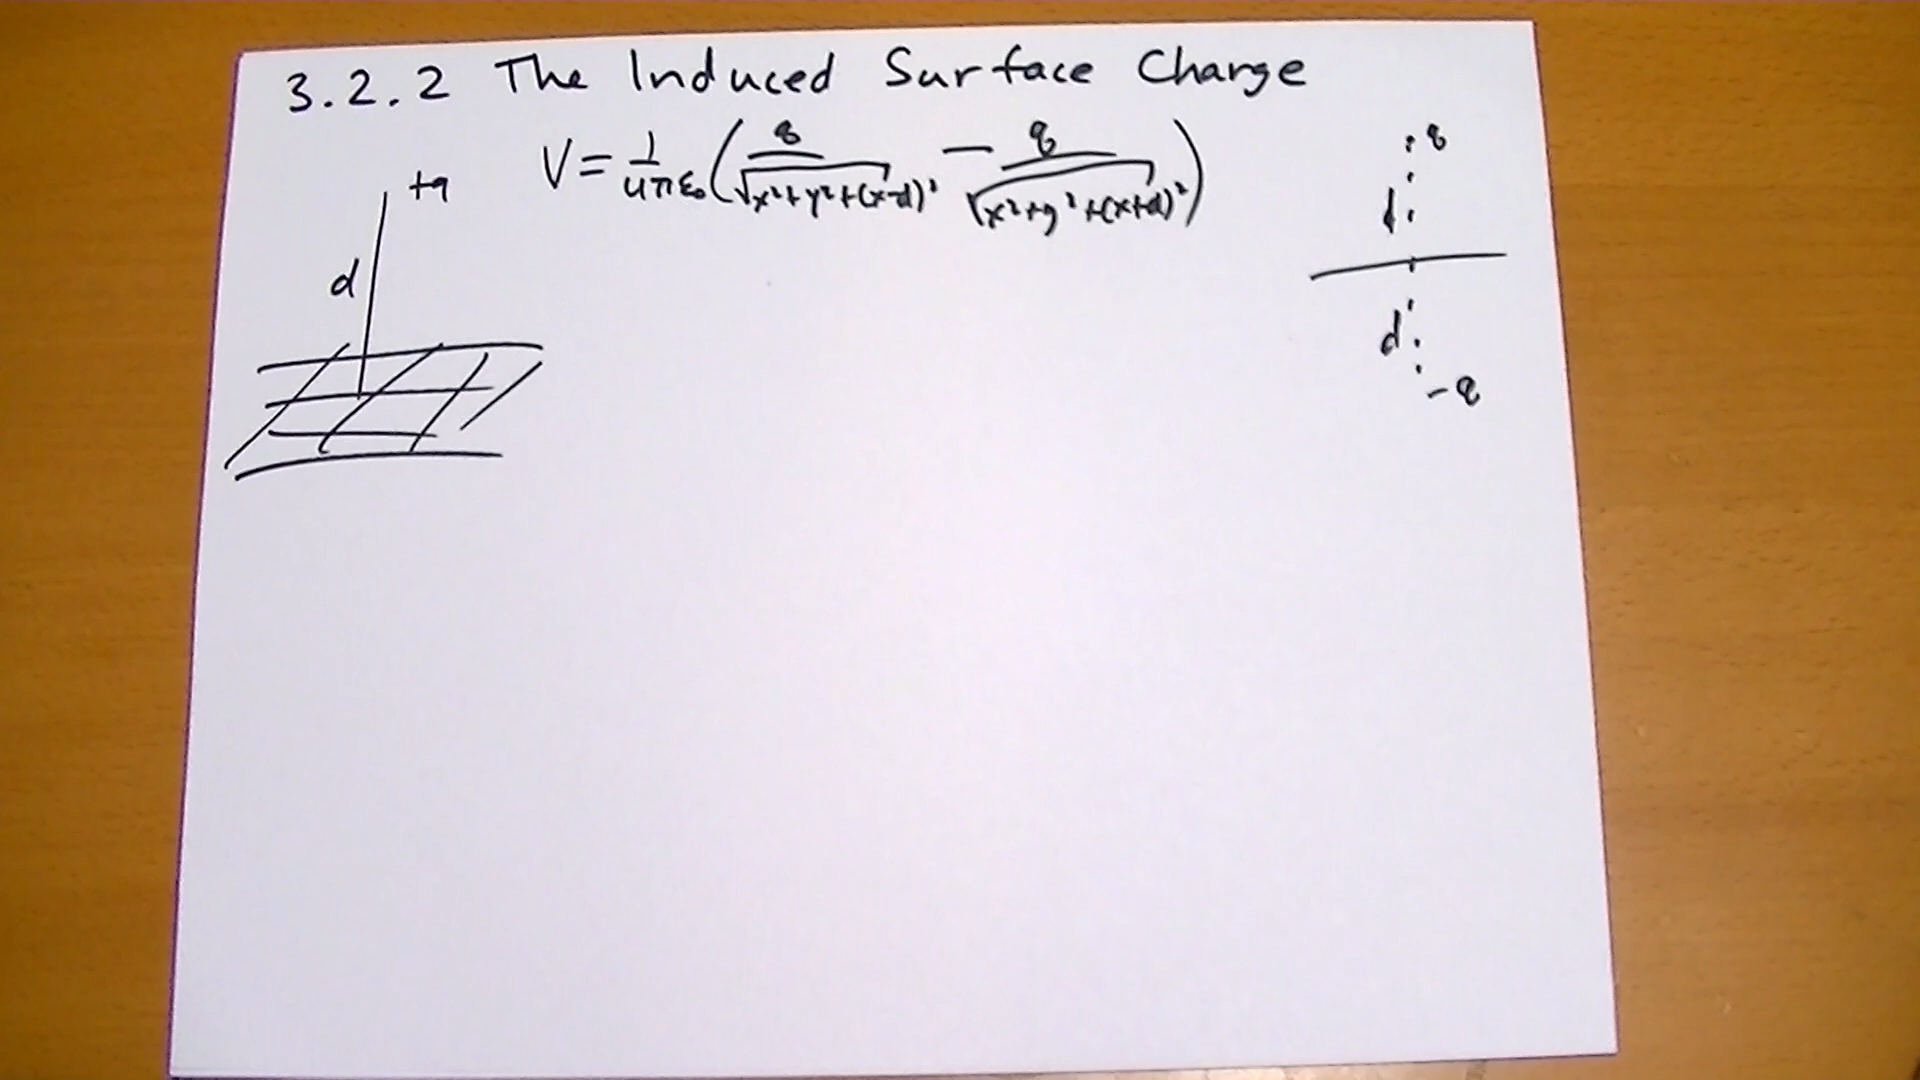 3.2.2 The Induced Surface Charge
V = 1/4πε₀ ( q/√x²+y²+(x-d)² − q/√x²+y²+(x+d)² )
+q
d
q
d
d
-q